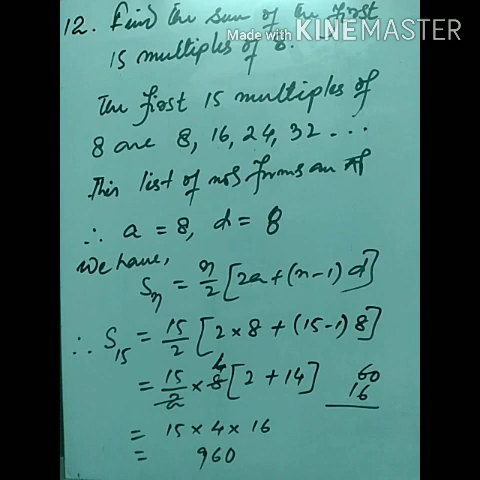 12. Find the sum of the first
Made with KINEMASTER
15 multiples of 8.
The first 15 multiples of
8 are 8, 16, 24, 32 ...
This list of nos forms an AP
∴ a = 8, d = 8
We have,
Sn = n/2 [2a + (n-1) d]
∴ S15 = 15/2 [2 × 8 + (15-1) 8]
= 15/2 × 8 4 [2 + 14] 60
16
= 15 × 4 × 16
= 960